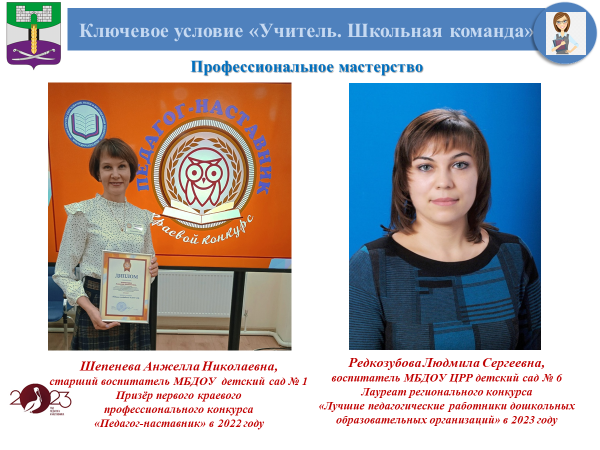 Ключевое условие «Учитель. Школьная команда»
Профессиональное мастерство
ПЕДАГОГ-НАСТАВНИК
Краевой конкурс
ДИПЛОМ
Шепенева Анжелла Николаевна,
старший воспитатель МБДОУ детский сад № 1
Призёр первого краевого
профессионального конкурса
«Педагог-наставник» в 2022 году
Редкозубова Людмила Сергеевна,
воспитатель МБДОУ ЦРР детский сад № 6
Лауреат регионального конкурса
«Лучшие педагогические работники дошкольных
образовательных организаций» в 2023 году
2023